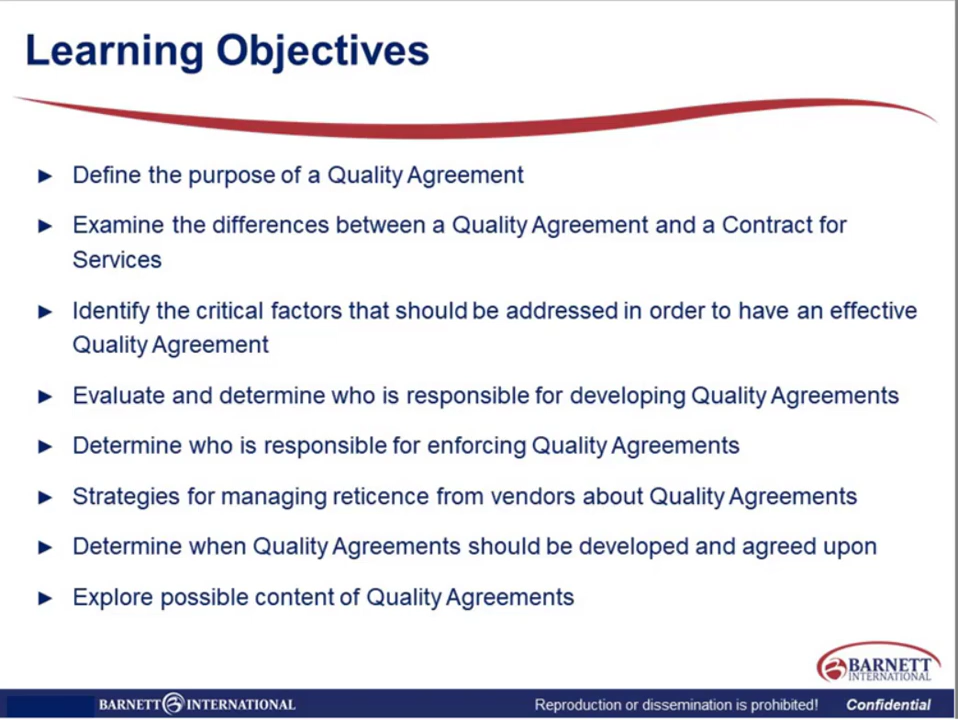 Learning Objectives
► Define the purpose of a Quality Agreement
► Examine the differences between a Quality Agreement and a Contract for
Services
► Identify the critical factors that should be addressed in order to have an effective
Quality Agreement
► Evaluate and determine who is responsible for developing Quality Agreements
► Determine who is responsible for enforcing Quality Agreements
► Strategies for managing reticence from vendors about Quality Agreements
► Determine when Quality Agreements should be developed and agreed upon
► Explore possible content of Quality Agreements
BARNETT
INTERNATIONAL
BARNETT INTERNATIONAL
Reproduction or dissemination is prohibited! Confidential